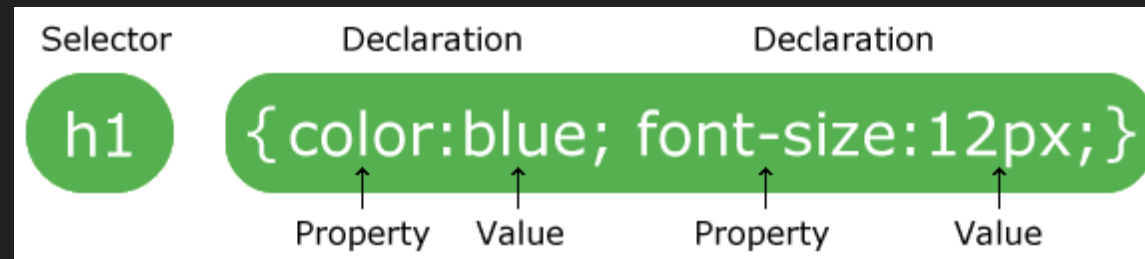 Selector Declaration Declaration
h1 {color:blue; font-size:12px;}
Property Value Property Value